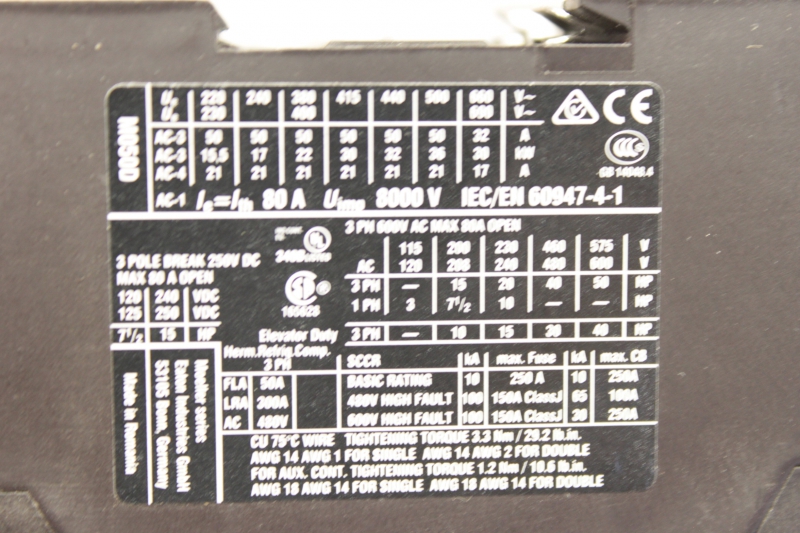 M0500
Ue 220 240 380 415 440 500 660 V~
Ue 230 400 690 V~
AC-3 50 50 50 50 50 50 32 A
AC-3 15,5 17 22 30 32 36 30 kW
AC-4 21 21 21 21 21 21 17 A
AC-1 Ie=Ith 80 A Uimp 8000 V IEC/EN 60947-4-1
CCC
GB 14048.4
3 PH 600V AC MAX 80A OPEN
UL
3 POLE BREAK 250V DC
MAX 80 A OPEN
120 240 VDC
125 250 VDC
7 1/2 15 HP
115 200 230 460 575 V
AC 120 208 240 480 600 V
3 PH — 15 20 40 50 HP
1 PH 3 7 1/2 10 — — HP
Elevator Duty 3 PH — 10 15 30 40 HP
Herm.Refrig.Comp.
3 PH
FLA 50A
LRA 300A
AC 480V
SCCR kA max. Fuse kA max. CB
BASIC RATING 10 250 A 10 250A
480V HIGH FAULT 100 150A ClassJ 65 100A
600V HIGH FAULT 100 150A ClassJ 30 250A
CU 75°C WIRE TIGHTENING TORQUE 3.3 Nm / 29.2 lb.in.
AWG 14 AWG 1 FOR SINGLE AWG 14 AWG 2 FOR DOUBLE
FOR AUX. CONT. TIGHTENING TORQUE 1.2 Nm / 10.6 lb.in.
AWG 18 AWG 14 FOR SINGLE AWG 18 AWG 14 FOR DOUBLE
series
Eaton Industries GmbH
53105 Bonn, Germany
Made in Romania